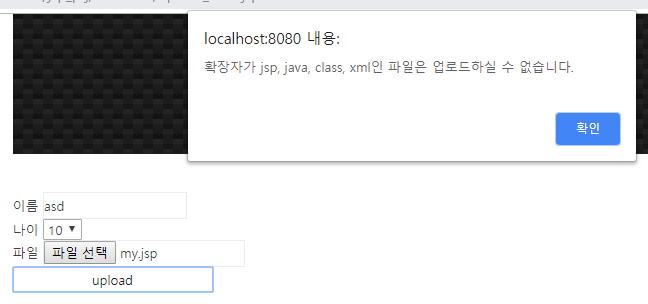 localhost:8080 내용:
확장자가 jsp, java, class, xml인 파일은 업로드하실 수 없습니다.
확인
이름 asd
나이 10
파일 파일 선택 my.jsp
upload